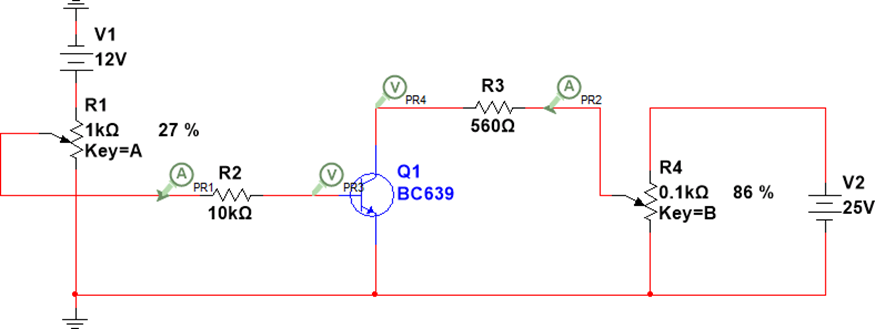 V1
12V
R1
1kΩ
Key=A
27 %
A
PR1
R2
10kΩ
V
PR3
V
PR4
Q1
BC639
R3
560Ω
A
PR2
R4
0.1kΩ
Key=B
86 %
V2
25V